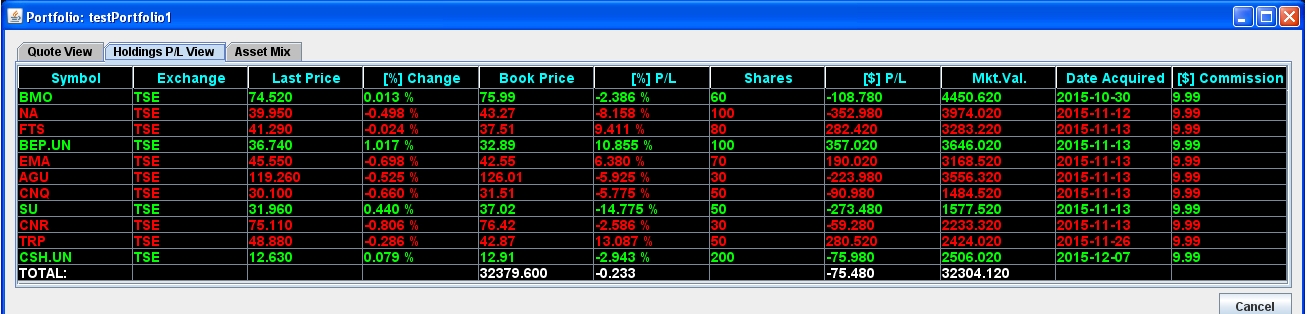 Portfolio: testPortfolio1
Quote View Holdings P/L View Asset Mix
Symbol Exchange Last Price [%] Change Book Price [%] P/L Shares [$] P/L Mkt.Val. Date Acquired [$] Commission
BMO TSE 74.520 0.013 % 75.99 -2.386 % 60 -108.780 4450.620 2015-10-30 9.99
NA TSE 39.950 -0.498 % 43.27 -8.158 % 100 -352.980 3974.020 2015-11-12 9.99
FTS TSE 41.290 -0.024 % 37.51 9.411 % 80 282.420 3283.220 2015-11-13 9.99
BEP.UN TSE 36.740 1.017 % 32.89 10.855 % 100 357.020 3646.020 2015-11-13 9.99
EMA TSE 45.550 -0.698 % 42.55 6.380 % 70 190.020 3168.520 2015-11-13 9.99
AGU TSE 119.260 -0.525 % 126.01 -5.925 % 30 -223.980 3556.320 2015-11-13 9.99
CNQ TSE 30.100 -0.660 % 31.51 -5.775 % 50 -90.980 1484.520 2015-11-13 9.99
SU TSE 31.960 0.440 % 37.02 -14.775 % 50 -273.480 1577.520 2015-11-13 9.99
CNR TSE 75.110 -0.806 % 76.42 -2.586 % 30 -59.280 2233.320 2015-11-13 9.99
TRP TSE 48.880 -0.286 % 42.87 13.087 % 50 280.520 2424.020 2015-11-26 9.99
CSH.UN TSE 12.630 0.079 % 12.91 -2.943 % 200 -75.980 2506.020 2015-12-07 9.99
TOTAL: 32379.600 -0.233 -75.480 32304.120
Cancel